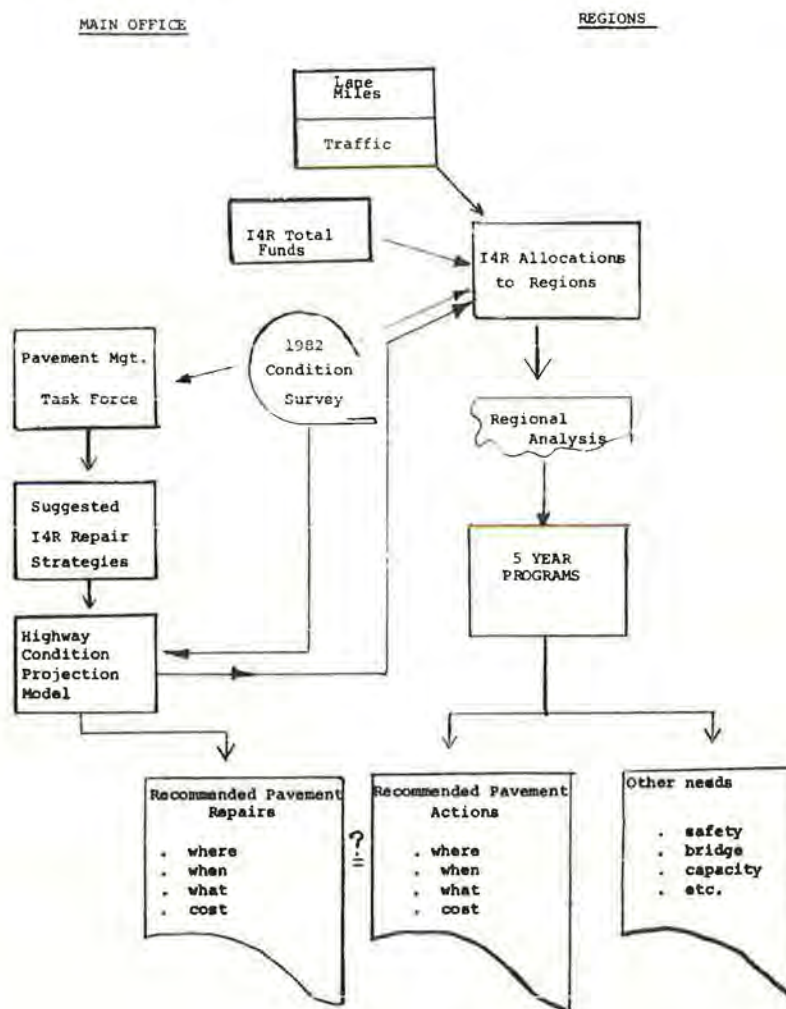 MAIN OFFICE
REGIONS
Lane
Miles
Traffic
I4R Total
Funds
I4R Allocations
to Regions
1982
Condition
Survey
Pavement Mgt.
Task Force
Regional
Analysis
Suggested
I4R Repair
Strategies
5 YEAR
PROGRAMS
Highway
Condition
Projection
Model
Recommended Pavement
Repairs
. where
. when
. what
. cost
?
=
Recommended Pavement
Actions
. where
. when
. what
. cost
Other needs
. safety
. bridge
. capacity
. etc.